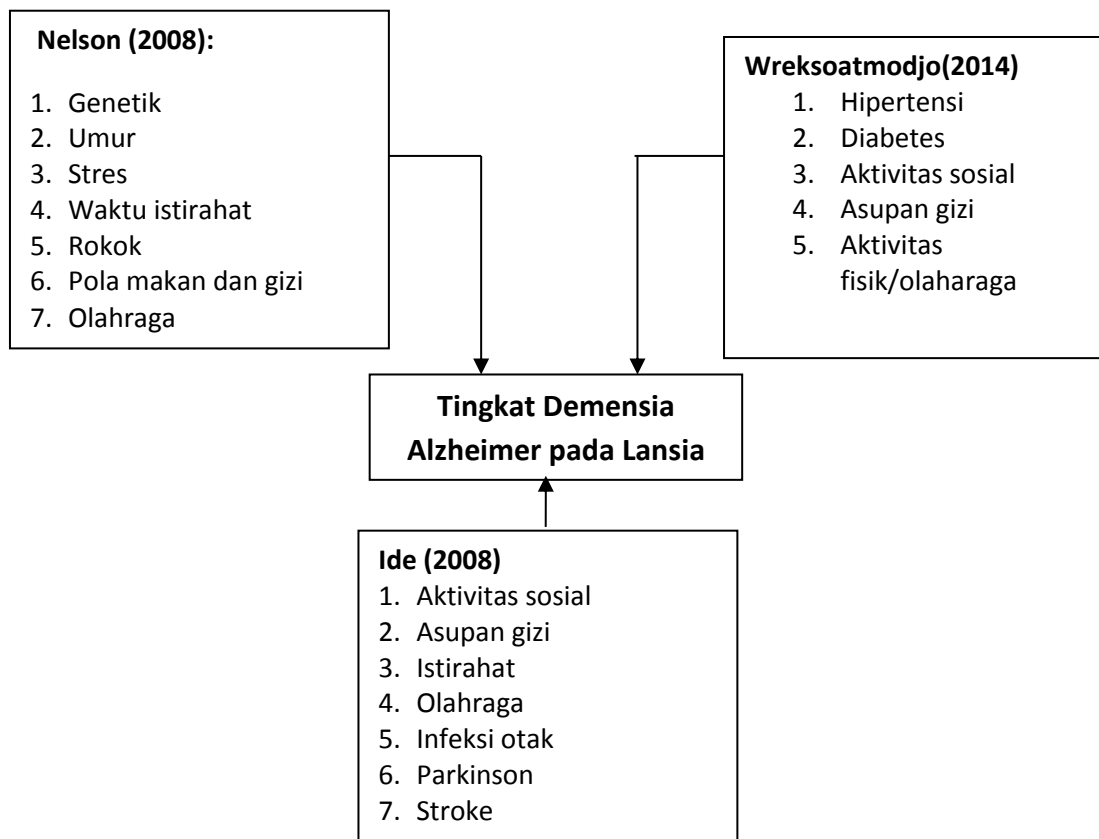 Nelson (2008):
1. Genetik
2. Umur
3. Stres
4. Waktu istirahat
5. Rokok
6. Pola makan dan gizi
7. Olahraga
Wreksoatmodjo(2014)
1. Hipertensi
2. Diabetes
3. Aktivitas sosial
4. Asupan gizi
5. Aktivitas
fisik/olaharaga
Tingkat Demensia
Alzheimer pada Lansia
Ide (2008)
1. Aktivitas sosial
2. Asupan gizi
3. Istirahat
4. Olahraga
5. Infeksi otak
6. Parkinson
7. Stroke